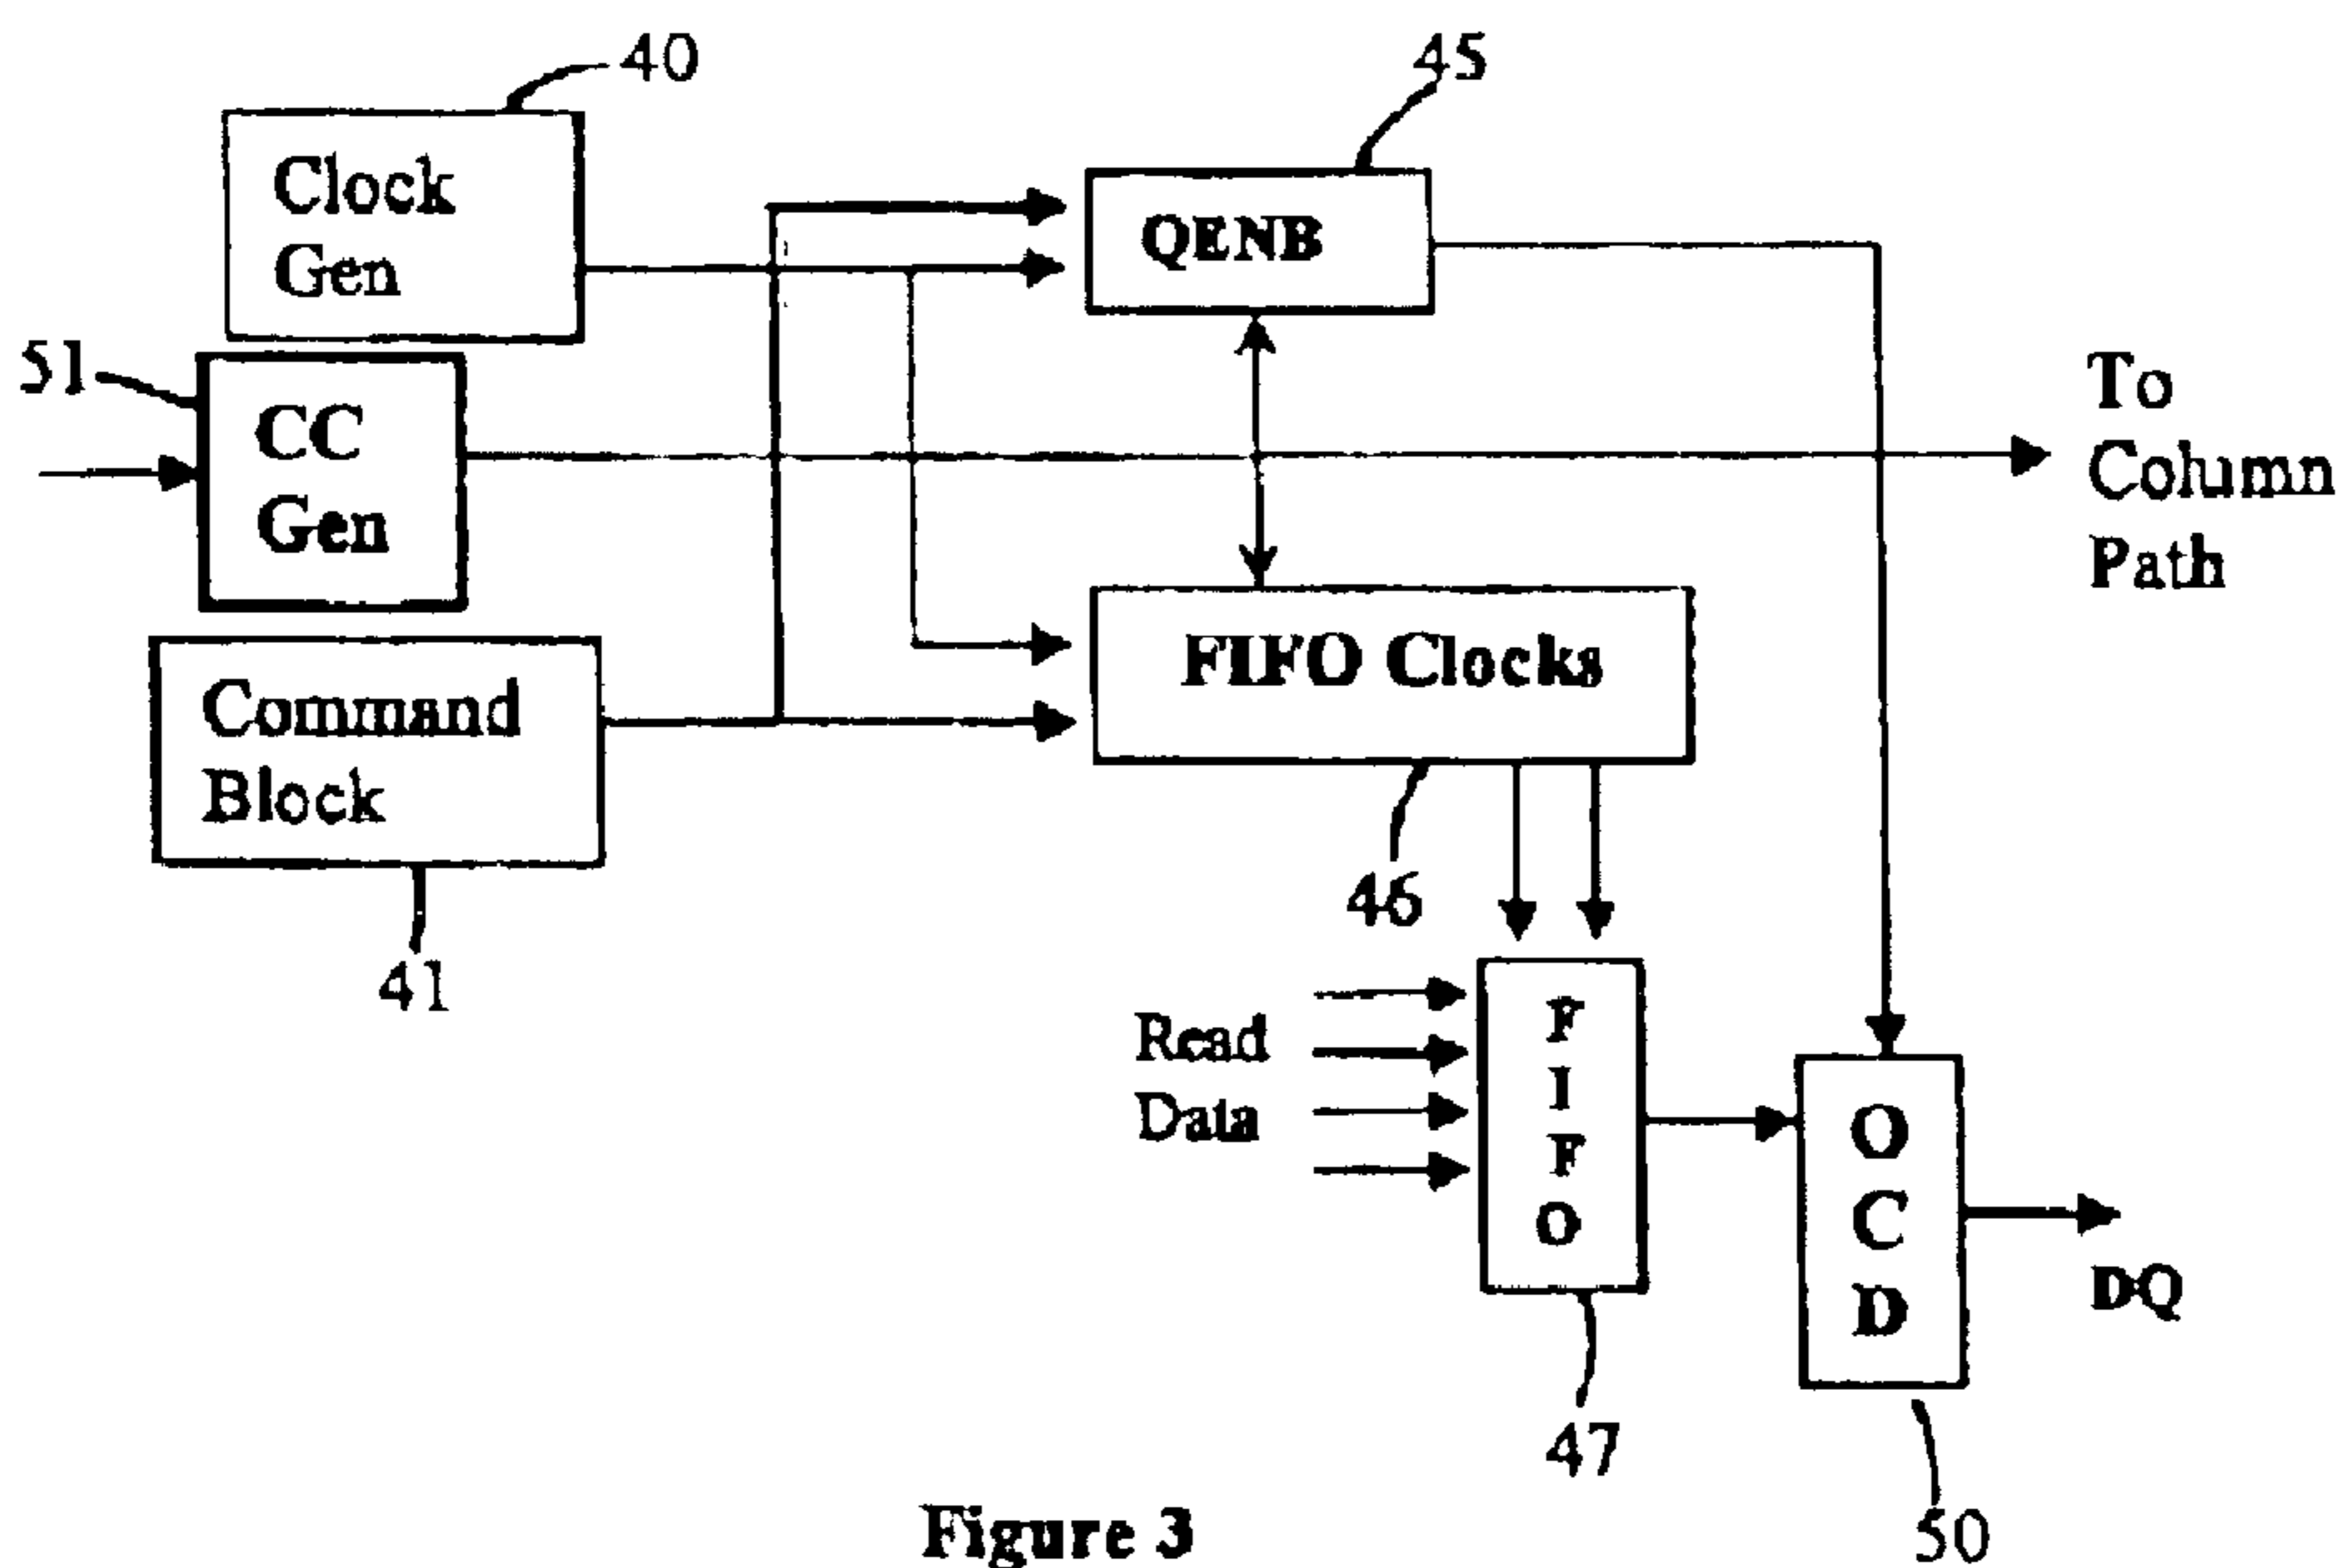 40
45
Clock
Gen
QENB
51
CC
Gen
To
Column
Path
FIFO Clocks
Command
Block
46
41
Read
Data
F
I
F
O
O
C
D
DQ
47
50
Figure 3